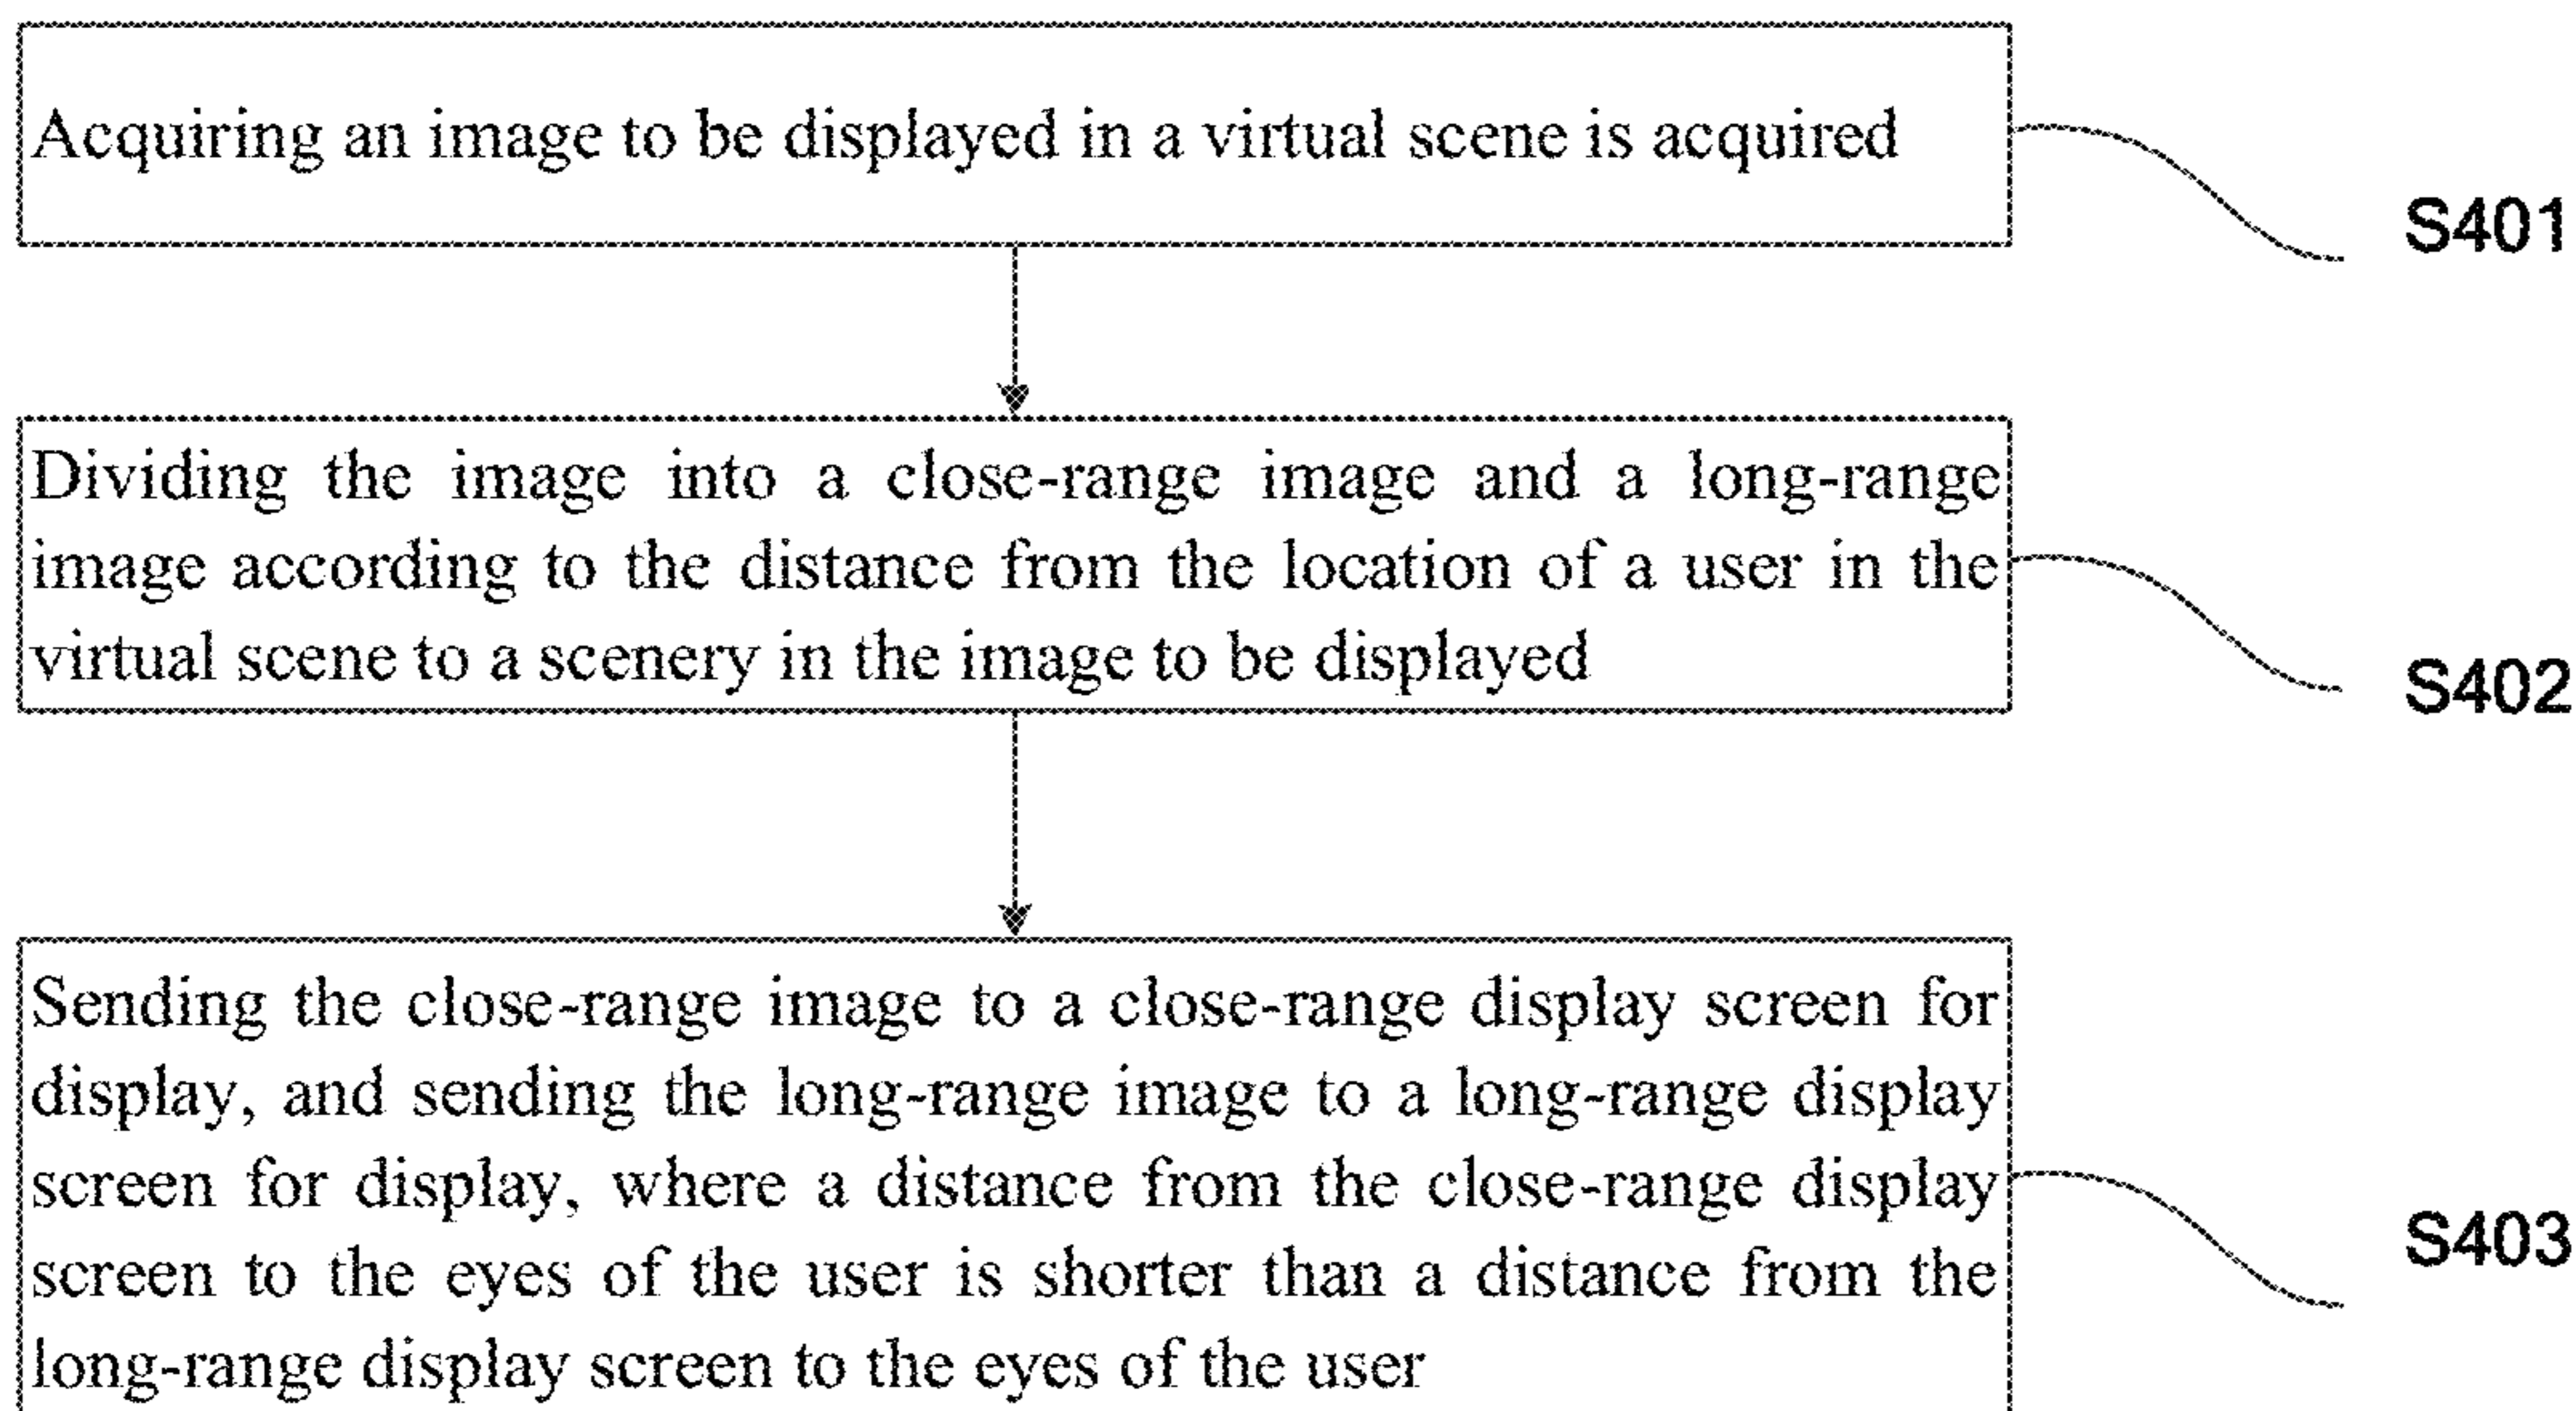 Acquiring an image to be displayed in a virtual scene is acquired
S401
Dividing the image into a close-range image and a long-range
image according to the distance from the location of a user in the
virtual scene to a scenery in the image to be displayed
S402
Sending the close-range image to a close-range display screen for
display, and sending the long-range image to a long-range display
screen for display, where a distance from the close-range display
screen to the eyes of the user is shorter than a distance from the
long-range display screen to the eyes of the user
S403